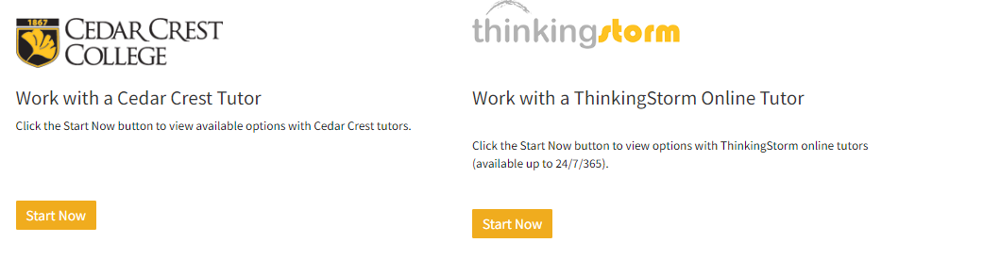 1867
CEDAR CREST
COLLEGE
Work with a Cedar Crest Tutor
Click the Start Now button to view available options with Cedar Crest tutors.
Start Now
thinkingstorm
Work with a ThinkingStorm Online Tutor
Click the Start Now button to view options with ThinkingStorm online tutors
(available up to 24/7/365).
Start Now